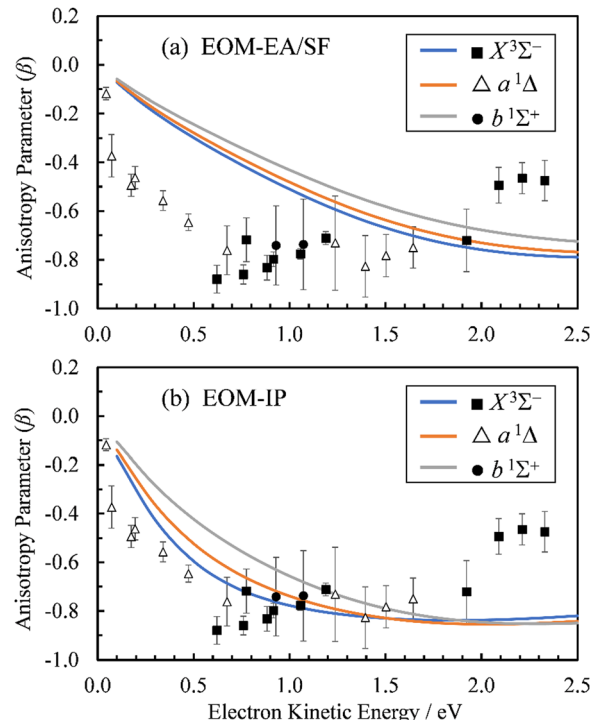 (a) EOM-EA/SF
X³Σ⁻
a¹Δ
b¹Σ⁺
Anisotropy Parameter (β)
0.2
0.0
-0.2
-0.4
-0.6
-0.8
-1.0
0.0 0.5 1.0 1.5 2.0 2.5
(b) EOM-IP
X³Σ⁻
a¹Δ
b¹Σ⁺
Anisotropy Parameter (β)
0.2
0.0
-0.2
-0.4
-0.6
-0.8
-1.0
0.0 0.5 1.0 1.5 2.0 2.5
Electron Kinetic Energy / eV